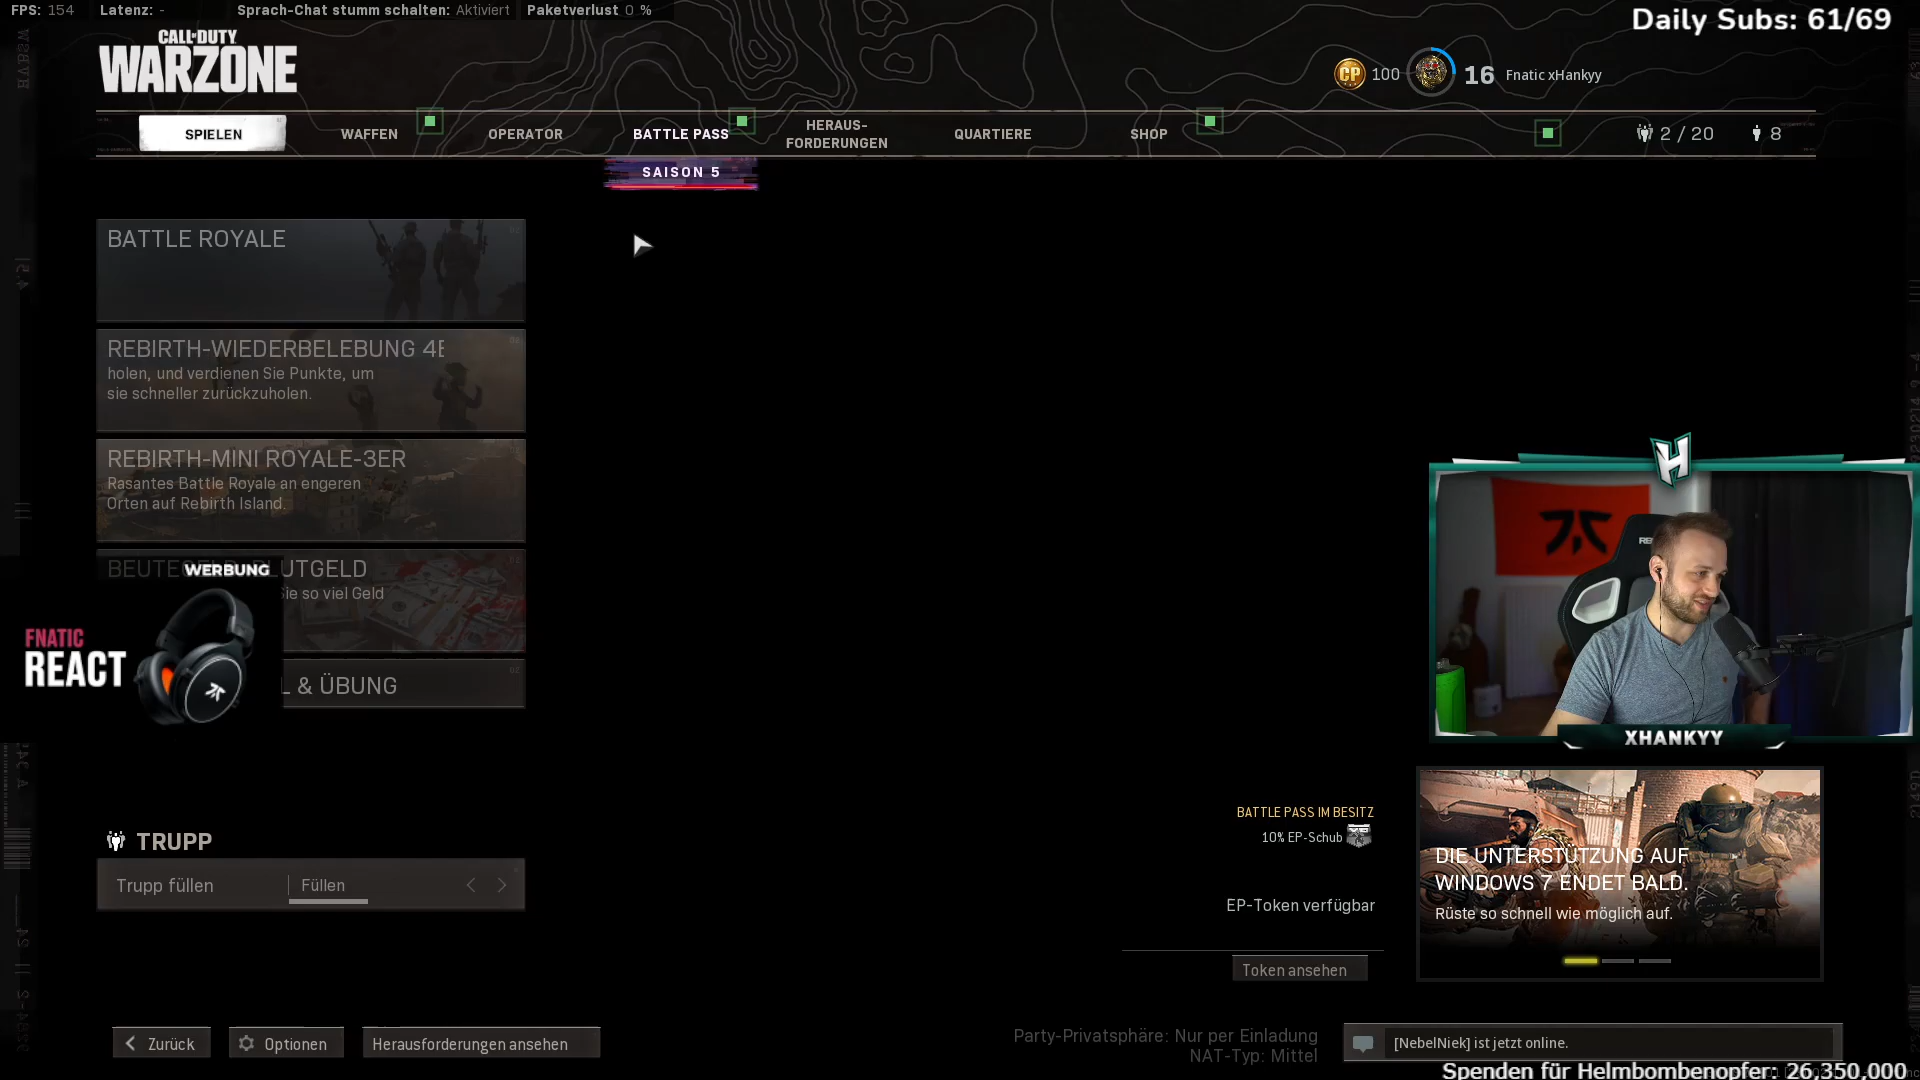 FPS: 154 Latenz: - Sprach-Chat stumm schalten: Aktiviert Paketverlust 0 %
Daily Subs: 61/69
CALL OF DUTY
WARZONE
CP 100
16 Fnatic xHankyy
SPIELEN
WAFFEN
OPERATOR
BATTLE PASS
HERAUS-
FORDERUNGEN
QUARTIERE
SHOP
2 / 20
8
SAISON 5
BATTLE ROYALE
REBIRTH-WIEDERBELEBUNG 4E
holen, und verdienen Sie Punkte, um
sie schneller zurückzuholen.
REBIRTH-MINI ROYALE-3ER
Rasantes Battle Royale an engeren
Orten auf Rebirth Island.
LUTGELD
Sie so viel Geld
WERBUNG
FNATIC
REACT
L & ÜBUNG
H
XHANKYY
TRUPP
Trupp füllen
Füllen
BATTLE PASS IM BESITZ
10% EP-Schub
EP-Token verfügbar
Token ansehen
DIE UNTERSTÜTZUNG AUF
WINDOWS 7 ENDET BALD.
Rüste so schnell wie möglich auf.
Zurück
Optionen
Herausforderungen ansehen
Party-Privatsphäre: Nur per Einladung
NAT-Typ: Mittel
[NebelNiek] ist jetzt online.
Spenden für Helmbombenopfer: 26.350.000